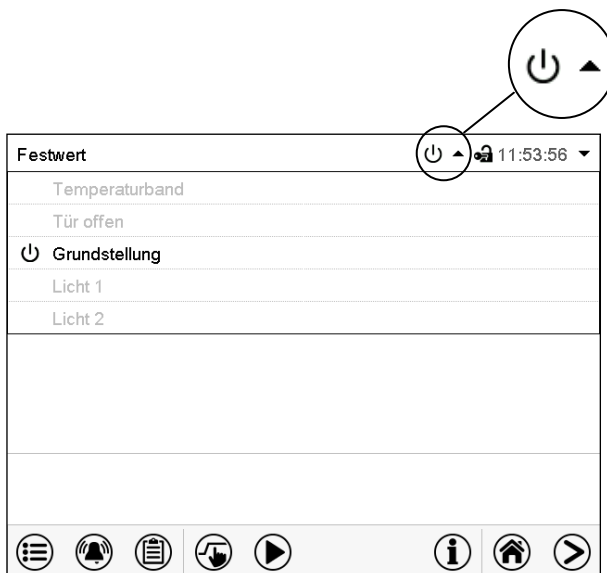 Festwert 11:53:56
Temperaturband
Tür offen
Grundstellung
Licht 1
Licht 2